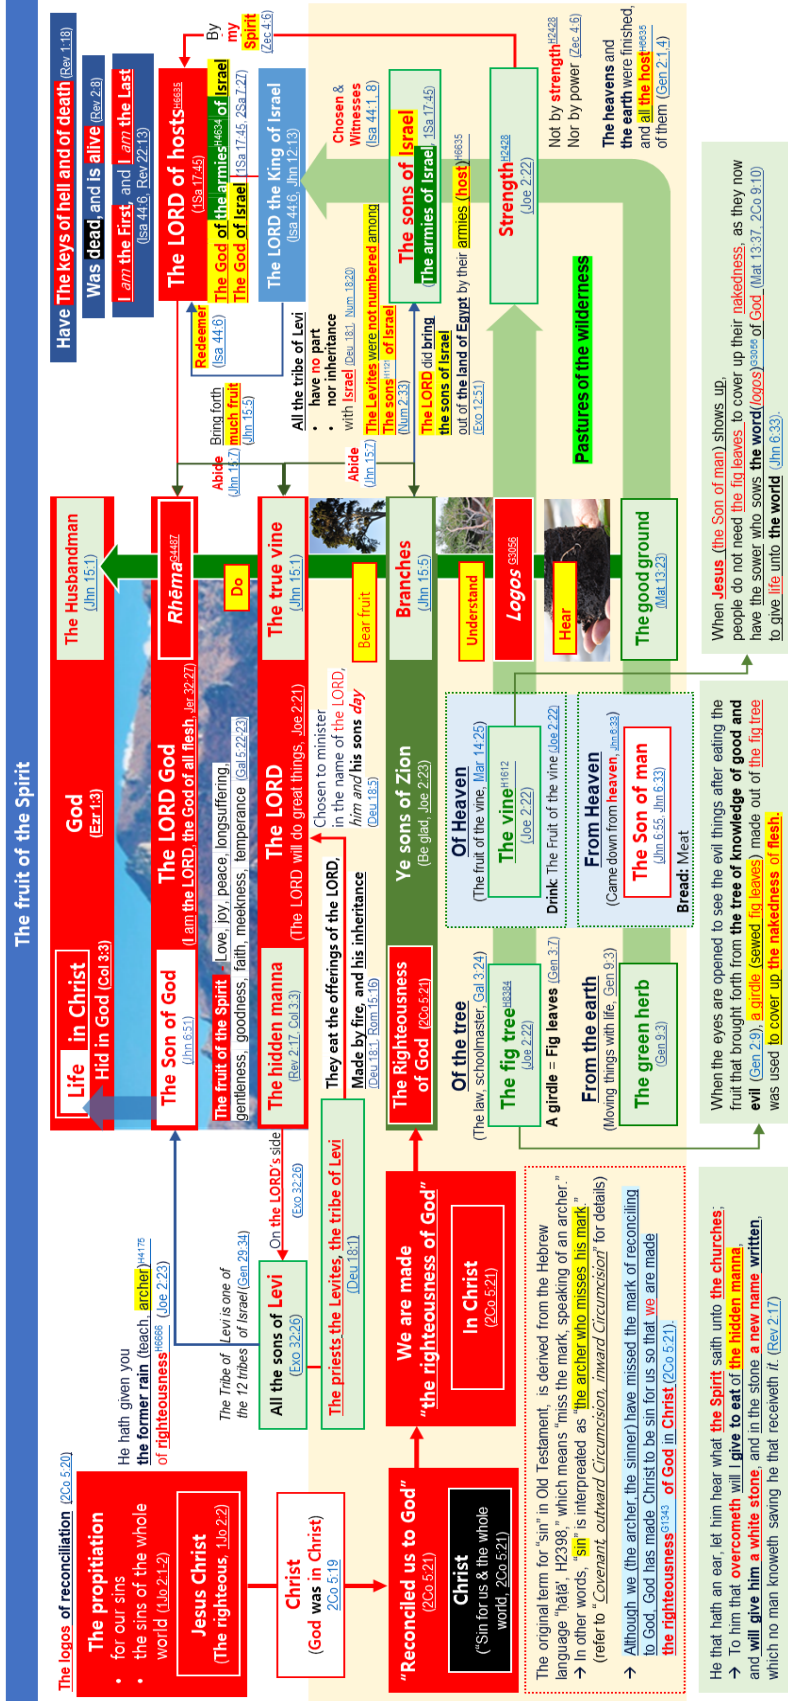 The fruit of the Spirit
The logos of reconciliation (2Co 5:20)
The propitiation
• for our sins
• the sins of the whole
world (1Jo 2:1-2)
Jesus Christ
(The righteous, 1Jo 2:2)
Christ
(God was in Christ)
2Co 5:19
"Reconciled us to God"
(2Co 5:21)
Christ
("Sin for us & the whole
world, 2Co 5:21)
He hath given you
the former rain (teach, archer)H4175
of righteousnessH6666 (Joe 2:23)
The Tribe of Levi is one of
the 12 tribes of Israel (Gen 29:34)
All the sons of Levi
(Exo 32:26)
On the LORD's side
(Exo 32:26)
The priests the Levites, the tribe of Levi
(Deu 18:1)
We are made
"the righteousness of God"
In Christ
(2Co 5:21)
The original term for "sin" in Old Testament, is derived from the Hebrew
language "ḥāṭā', H2398," which means "miss the mark, speaking of an archer."
→ In other words, "sin" is interpreted as "the archer who misses his mark."
(refer to "Covenant, outward Circumcision, inward Circumcision" for details)
→ Although we (the archer, the sinner) have missed the mark of reconciling
to God, God has made Christ to be sin for us so that we are made
the righteousnessG1343 of God in Christ (2Co 5:21).
He that hath an ear, let him hear what the Spirit saith unto the churches;
→ To him that overcometh will I give to eat of the hidden manna,
and will give him a white stone, and in the stone a new name written,
which no man knoweth saving he that receiveth it. (Rev 2:17)
Life in Christ
Hid in God (Col 3:3)
God
(Ezr 1:3)
The Husbandman
(Jhn 15:1)
The Son of God
(Jhn 6:51)
The LORD God
(I am the LORD, the God of all flesh, Jer 32:27)
RhēmaG4487
The fruit of the Spirit - Love, joy, peace, longsuffering,
gentleness, goodness, faith, meekness, temperance (Gal 5:22-23)
Do
The hidden manna
(Rev 2:17, Col 3:3)
The LORD
(The LORD will do great things, Joe 2:21)
The true vine
(Jhn 15:1)
They eat the offerings of the LORD,
Made by fire, and his inheritance
(Deu 18:1, Rom 15:16)
Chosen to minister
in the name of the LORD,
him and his sons day
(Deu 18:5)
Bear fruit
The Righteousness
of God (2Co 5:21)
Ye sons of Zion
(Be glad, Joe 2:23)
Branches
(Jhn 15:5)
Understand
Of the tree
(The law, schoolmaster, Gal 3:24)
The fig treeH8384
(Joe 2:22)
A girdle = Fig leaves (Gen 3:7)
Of Heaven
(The fruit of the vine, Mar 14:25)
The vineH1612
(Joe 2:22)
Drink: The Fruit of the vine (Joe 2:22)
Logos G3056
Hear
From the earth
(Moving things with life, Gen 9:3)
The green herb
(Gen 9:3)
From Heaven
(Came down from heaven, Jhn 6:33)
The Son of man
(Jhn 6:55, Jhn 6:33)
Bread: Meat
The good ground
(Mat 13:23)
When the eyes are opened to see the evil things after eating the
fruit that brought forth from the tree of knowledge of good and
evil (Gen 2:9), a girdle (sewed fig leaves) made out of the fig tree
was used to cover up the nakedness of flesh.
When Jesus (the Son of man) shows up,
people do not need the fig leaves to cover up their nakedness, as they now
have the sower who sows the word(logos)G3056 of God (Mat 13:37, 2Co 9:10)
to give life unto the world (Jhn 6:33).
Have The keys of hell and of death (Rev 1:18)
Was dead, and is alive (Rev 2:8)
I am the First, and I am the Last
(Isa 44:6, Rev 22:13)
The LORD of hostsH6635
(1Sa 17:45)
The God of the armiesH4634 of Israel
The God of Israel (1Sa 17:45, 2Sa 7:27)
The LORD the King of Israel
(Isa 44:6, Jhn 12:13)
By
my
Spirit
(Zec 4:6)
Redeemer
(Isa 44:6)
Abide
(Jhn 15:7)
Bring forth
much fruit
(Jhn 15:5)
All the tribe of Levi
• have no part
• nor inheritance
with Israel (Deu 18:1, Num 18:20)
Abide
(Jhn 15:7)
The Levites were not numbered among
The sonsH1121 of Israel
(Num 2:33)
Chosen &
Witnesses
(Isa 44:1, 8)
The sons of Israel
(The armies of Israel, 1Sa 17:45)
The LORD did bring
the sons of Israel
out of the land of Egypt by their armies (host)H6635
(Exo 12:51)
StrengthH2428
(Joe 2:22)
Not by strengthH2428
Nor by power (Zec 4:6)
Pastures of the wilderness
The heavens and
the earth were finished,
and all the hostH6635
of them (Gen 2:1,4)